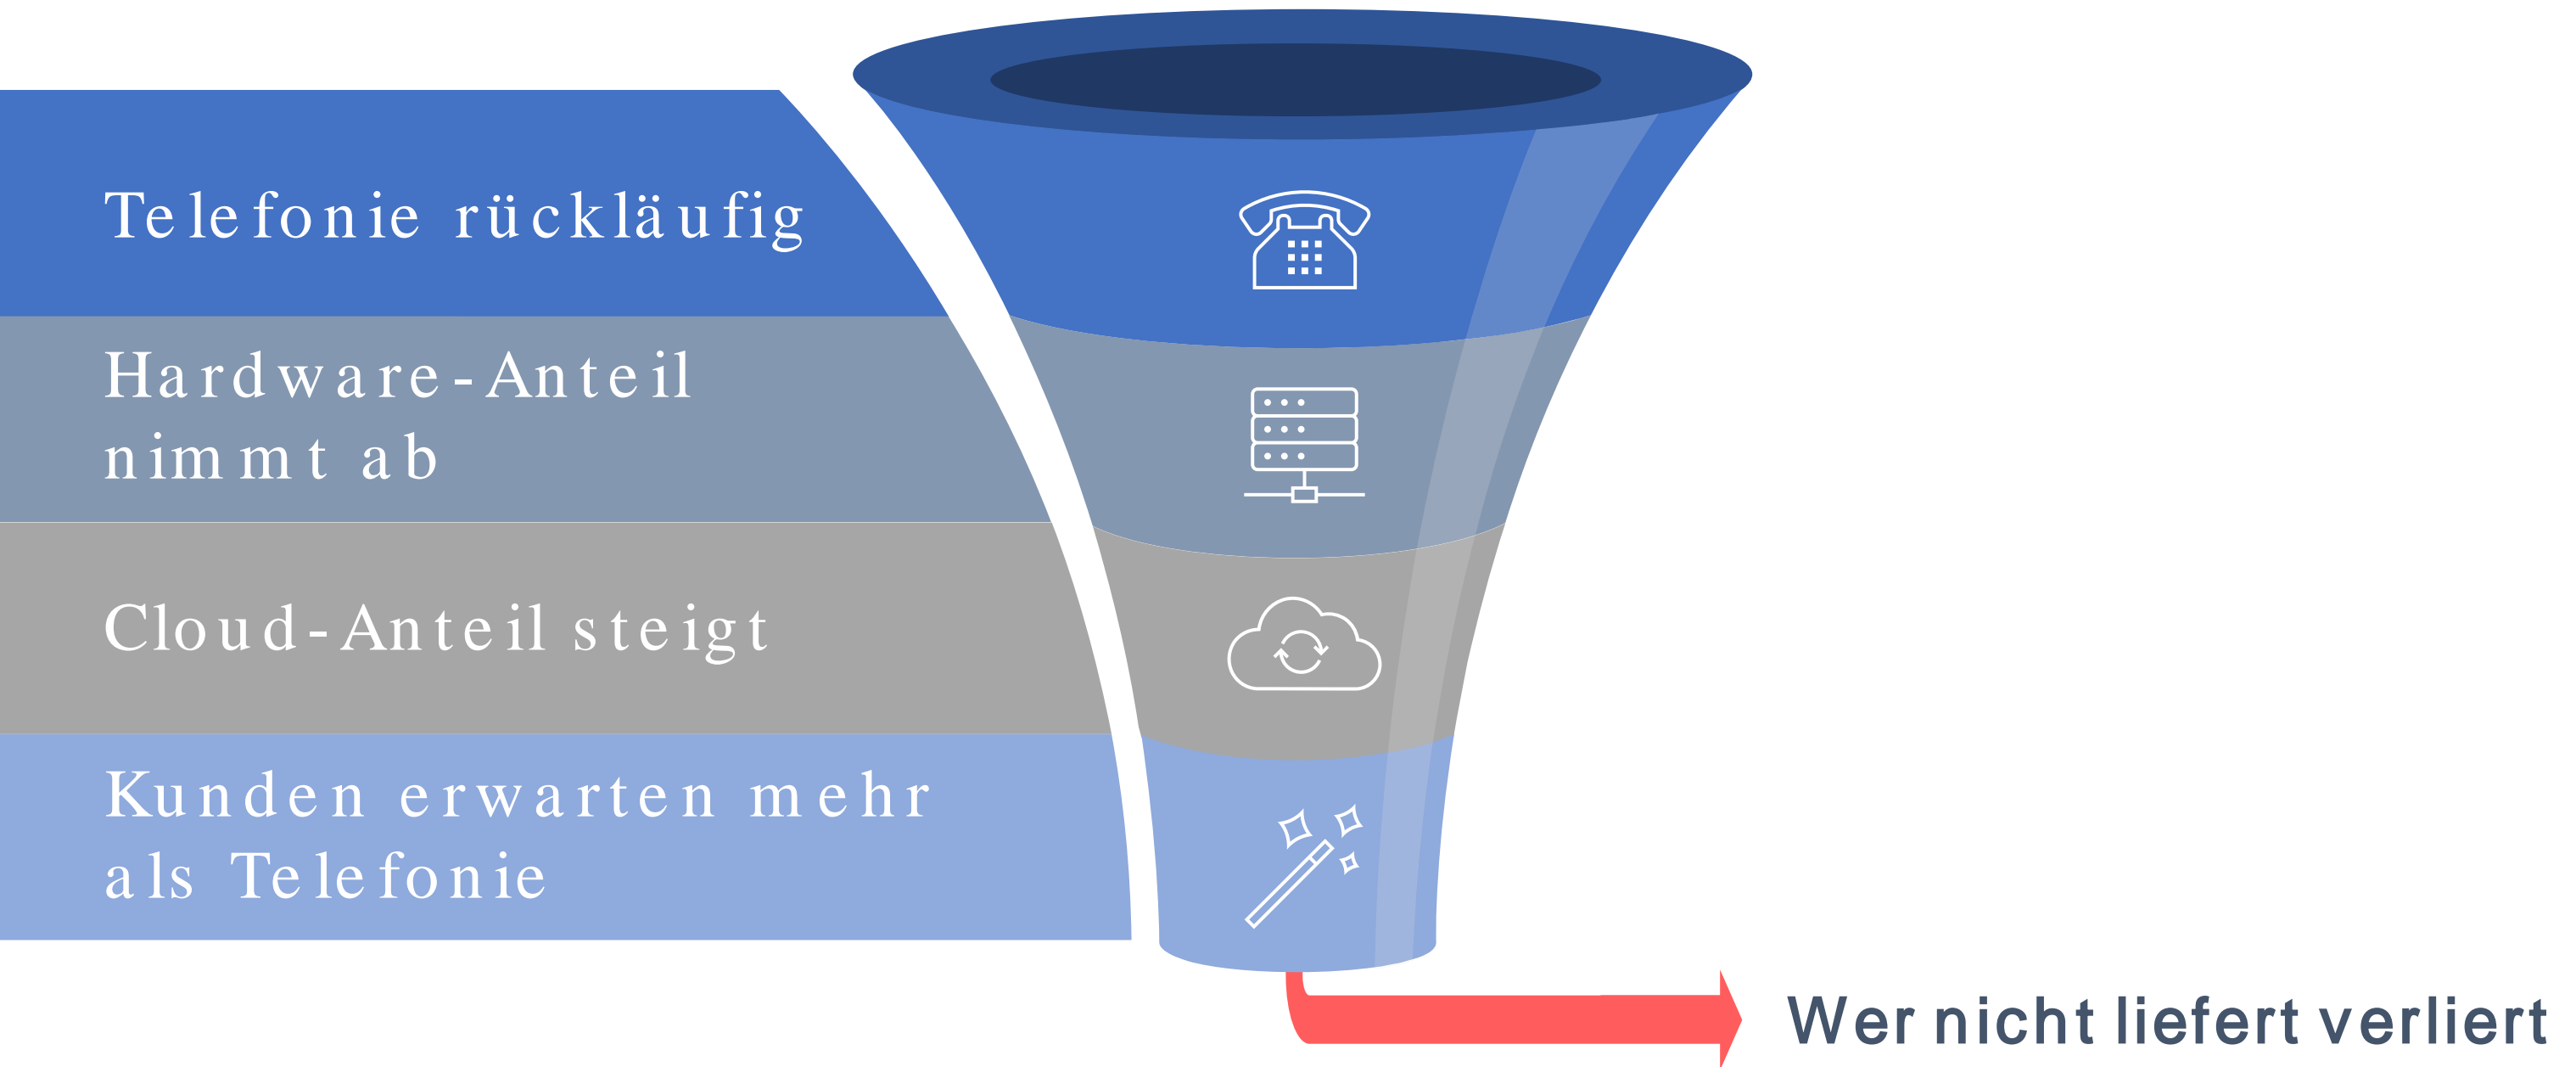 Telefonie rückläufig
Hardware-Anteil
nimmt ab
Cloud-Anteil steigt
Kunden erwarten mehr
als Telefonie
Wer nicht liefert verliert